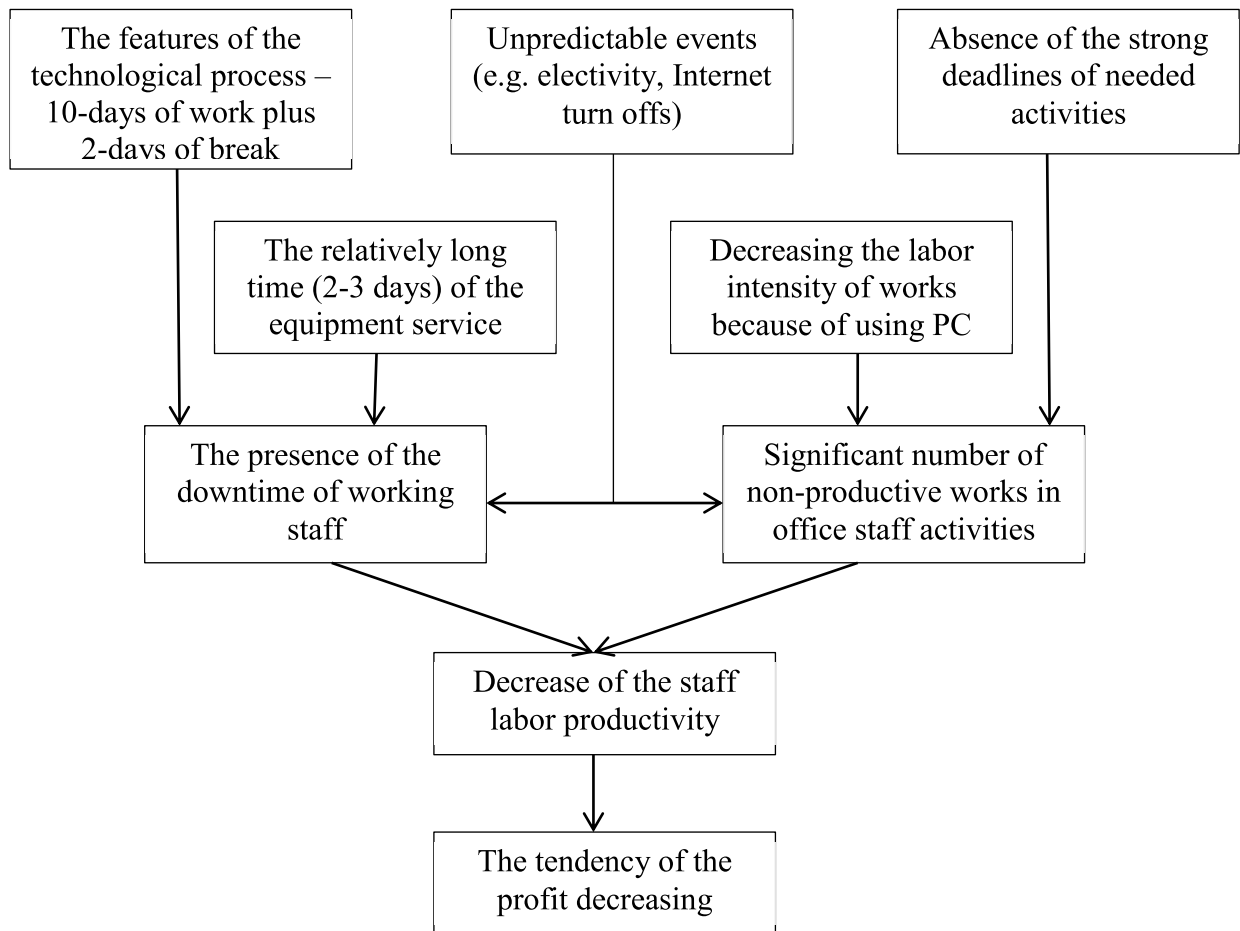 The features of the
technological process –
10-days of work plus
2-days of break
Unpredictable events
(e.g. electivity, Internet
turn offs)
Absence of the strong
deadlines of needed
activities
The relatively long
time (2-3 days) of the
equipment service
Decreasing the labor
intensity of works
because of using PC
The presence of the
downtime of working
staff
Significant number of
non-productive works in
office staff activities
Decrease of the staff
labor productivity
The tendency of the
profit decreasing